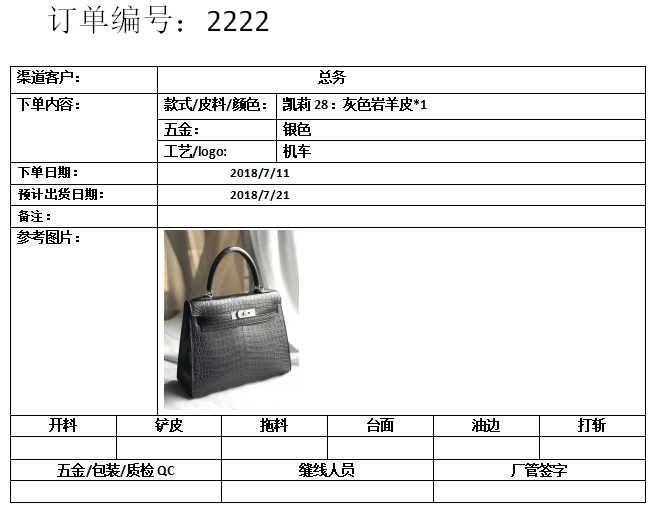 订单编号：2222
渠道客户： 总务
下单内容： 款式/皮料/颜色： 凯莉28：灰色岩羊皮*1
五金： 银色
工艺/logo: 机车
下单日期： 2018/7/11
预计出货日期： 2018/7/21
备注：
参考图片：
开料 铲皮 拖料 台面 油边 打斩
五金/包装/质检QC 缝线人员 厂管签字